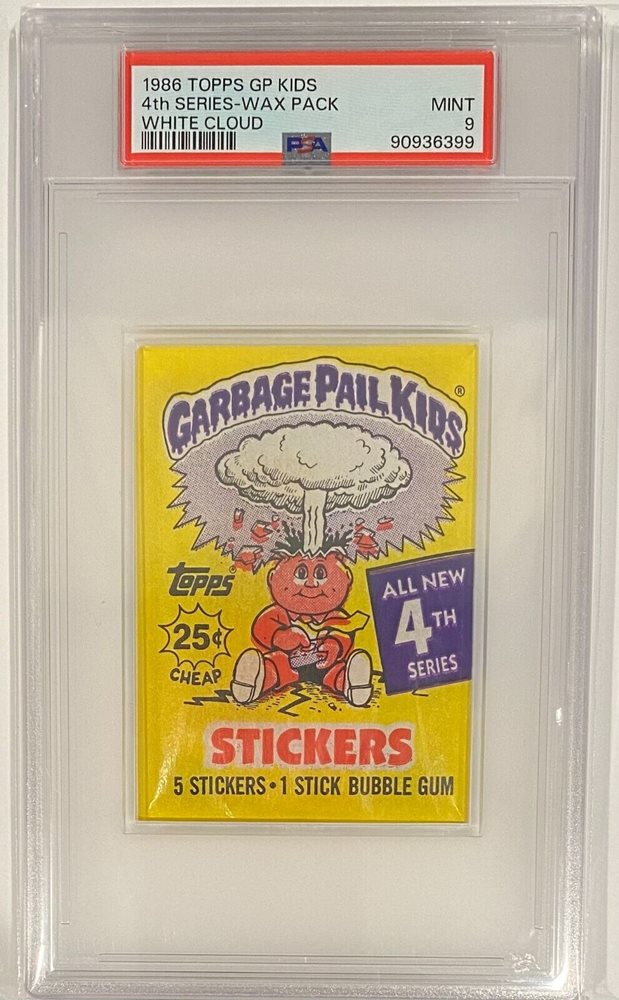 1986 TOPPS GP KIDS
4th SERIES-WAX PACK MINT
WHITE CLOUD 9
PSA 90936399
GARBAGE PAIL KIDS®
Topps
25¢
CHEAP
ALL NEW
4TH
SERIES
STICKERS
5 STICKERS • 1 STICK BUBBLE GUM